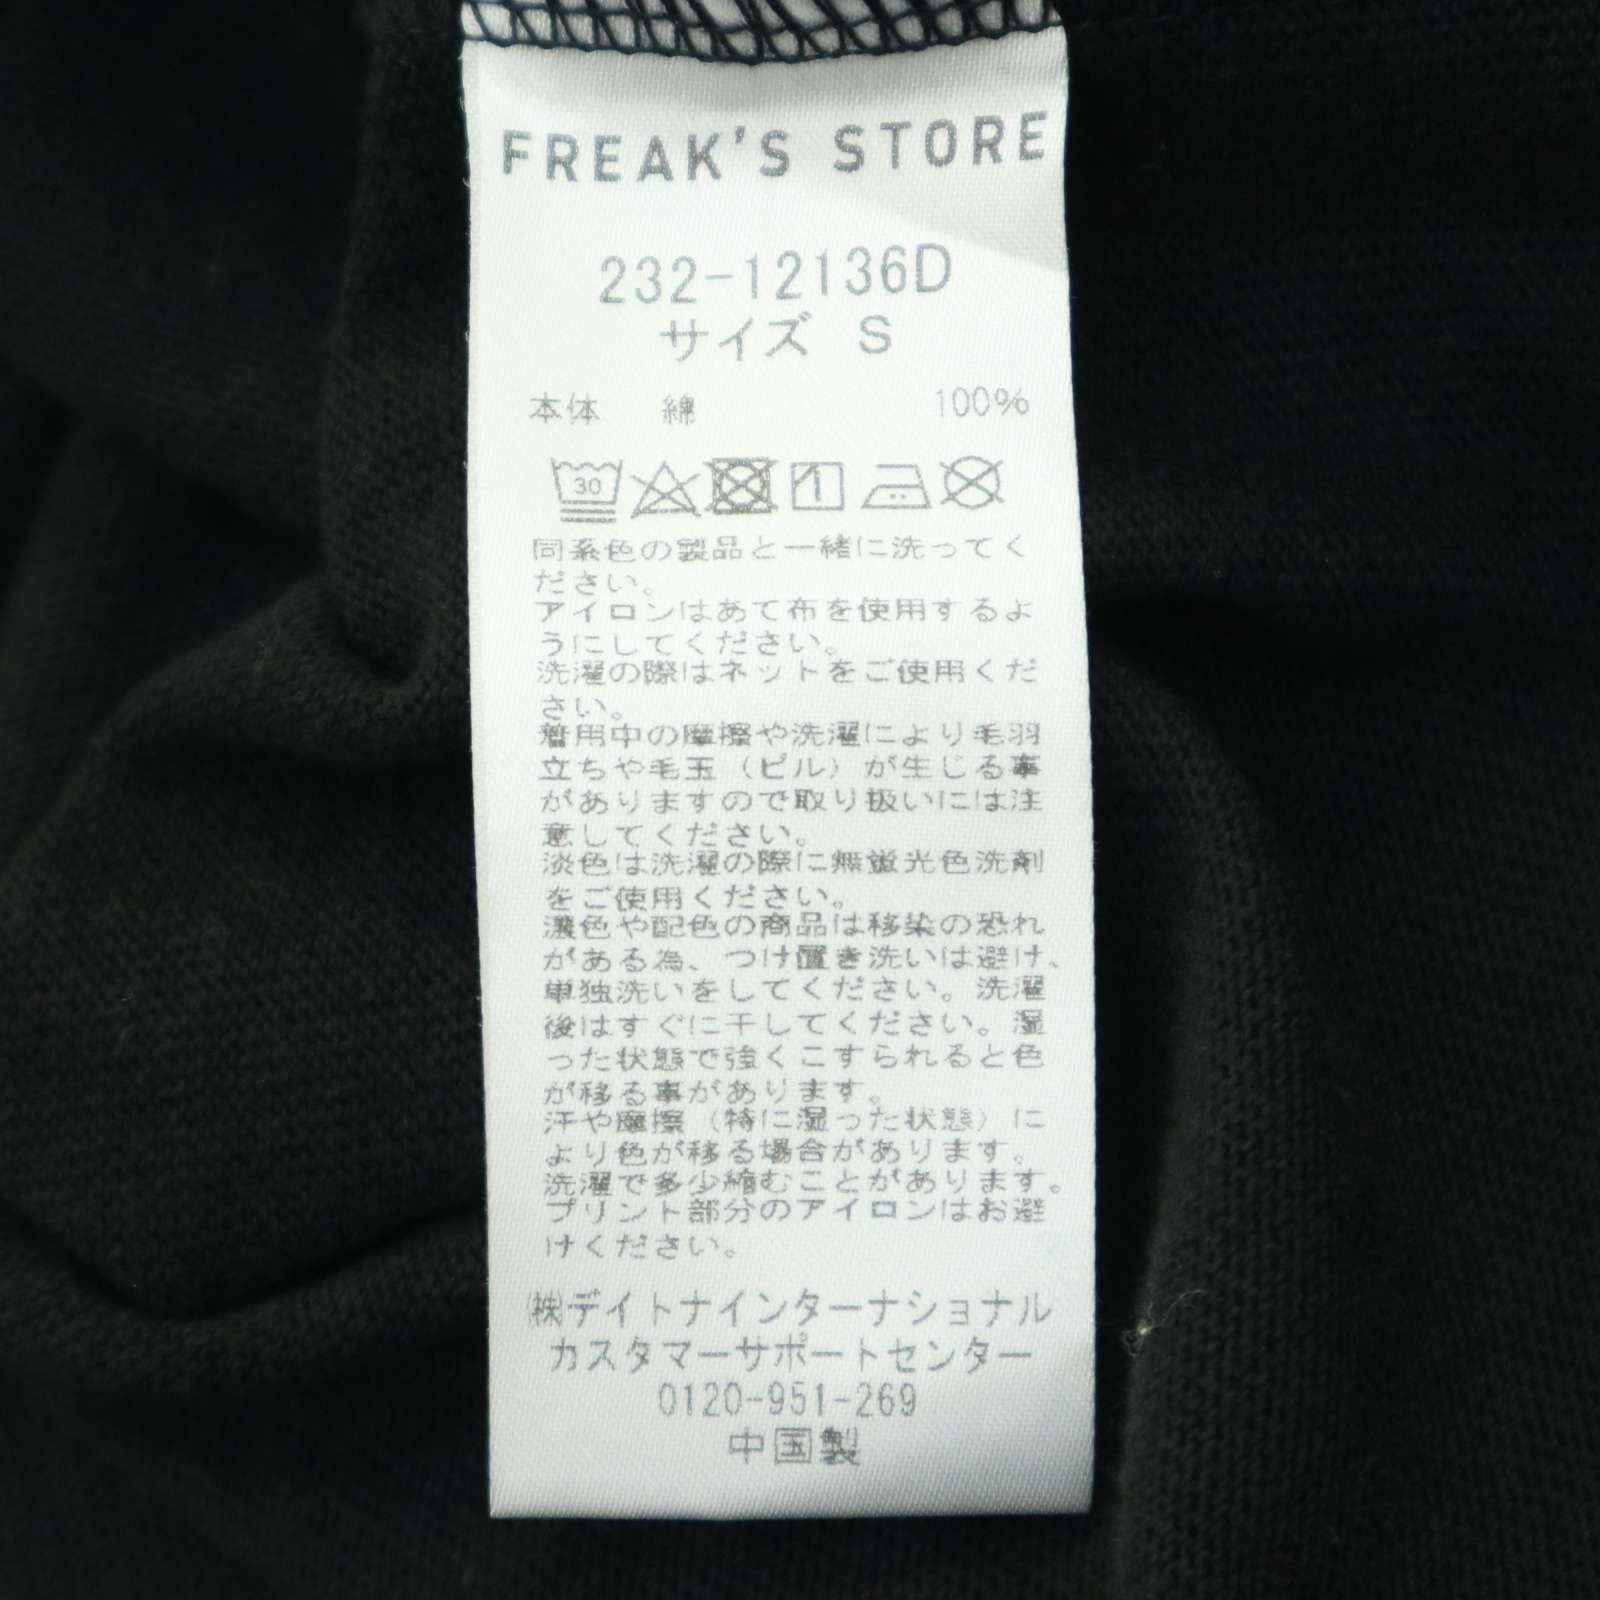 FREAK'S STORE
232-12136D
サイズ S
本体 綿 100%
30
同系色の製品と一緒に洗ってく
ださい。
アイロンはあて布を使用するよ
うにしてください。
洗濯の際はネットをご使用くだ
さい。
着用中の摩擦や洗濯により毛羽
立ちや毛玉（ピル）が生じる事
がありますので取り扱いには注
意してください。
淡色は洗濯の際に無蛍光色洗剤
をご使用ください。
濃色や配色の商品は移染の恐れ
がある為、つけ置き洗いは避け、
単独洗いをしてください。洗濯
後はすぐに干してください。湿
った状態で強くこすられると色
が移る事があります。
汗や摩擦（特に湿った状態）に
より色が移る場合があります。
洗濯で多少縮むことがあります。
プリント部分のアイロンはお避
けください。
㈱デイトナインターナショナル
カスタマーサポートセンター
0120-951-269
中国製